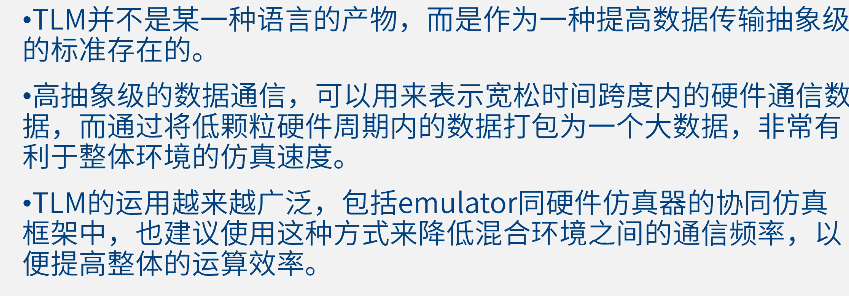 •TLM并不是某一种语言的产物，而是作为一种提高数据传输抽象级
的标准存在的。
•高抽象级的数据通信，可以用来表示宽松时间跨度内的硬件通信数
据，而通过将低颗粒硬件周期内的数据打包为一个大数据，非常有
利于整体环境的仿真速度。
•TLM的运用越来越广泛，包括emulator同硬件仿真器的协同仿真
框架中，也建议使用这种方式来降低混合环境之间的通信频率，以
便提高整体的运算效率。